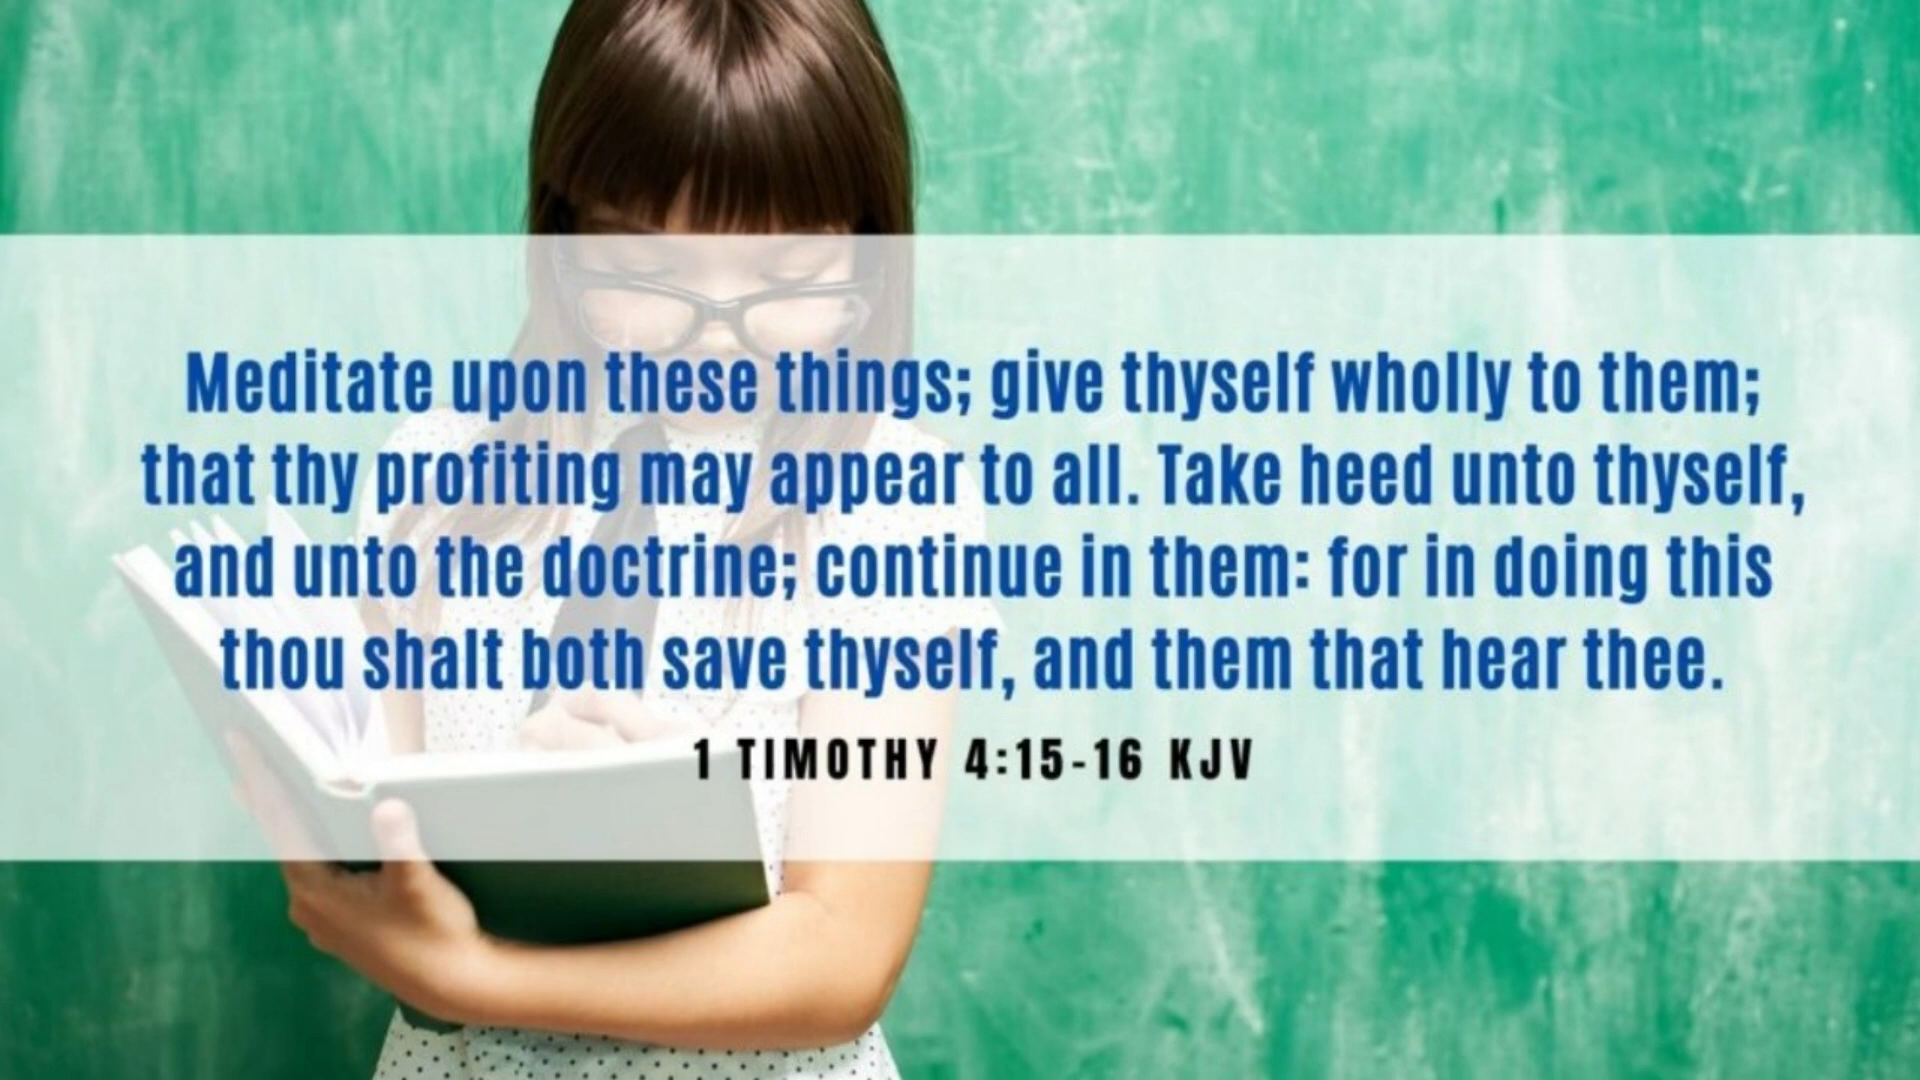 Meditate upon these things; give thyself wholly to them;
that thy profiting may appear to all. Take heed unto thyself,
and unto the doctrine; continue in them: for in doing this
thou shalt both save thyself, and them that hear thee.
1 TIMOTHY 4:15-16 KJV